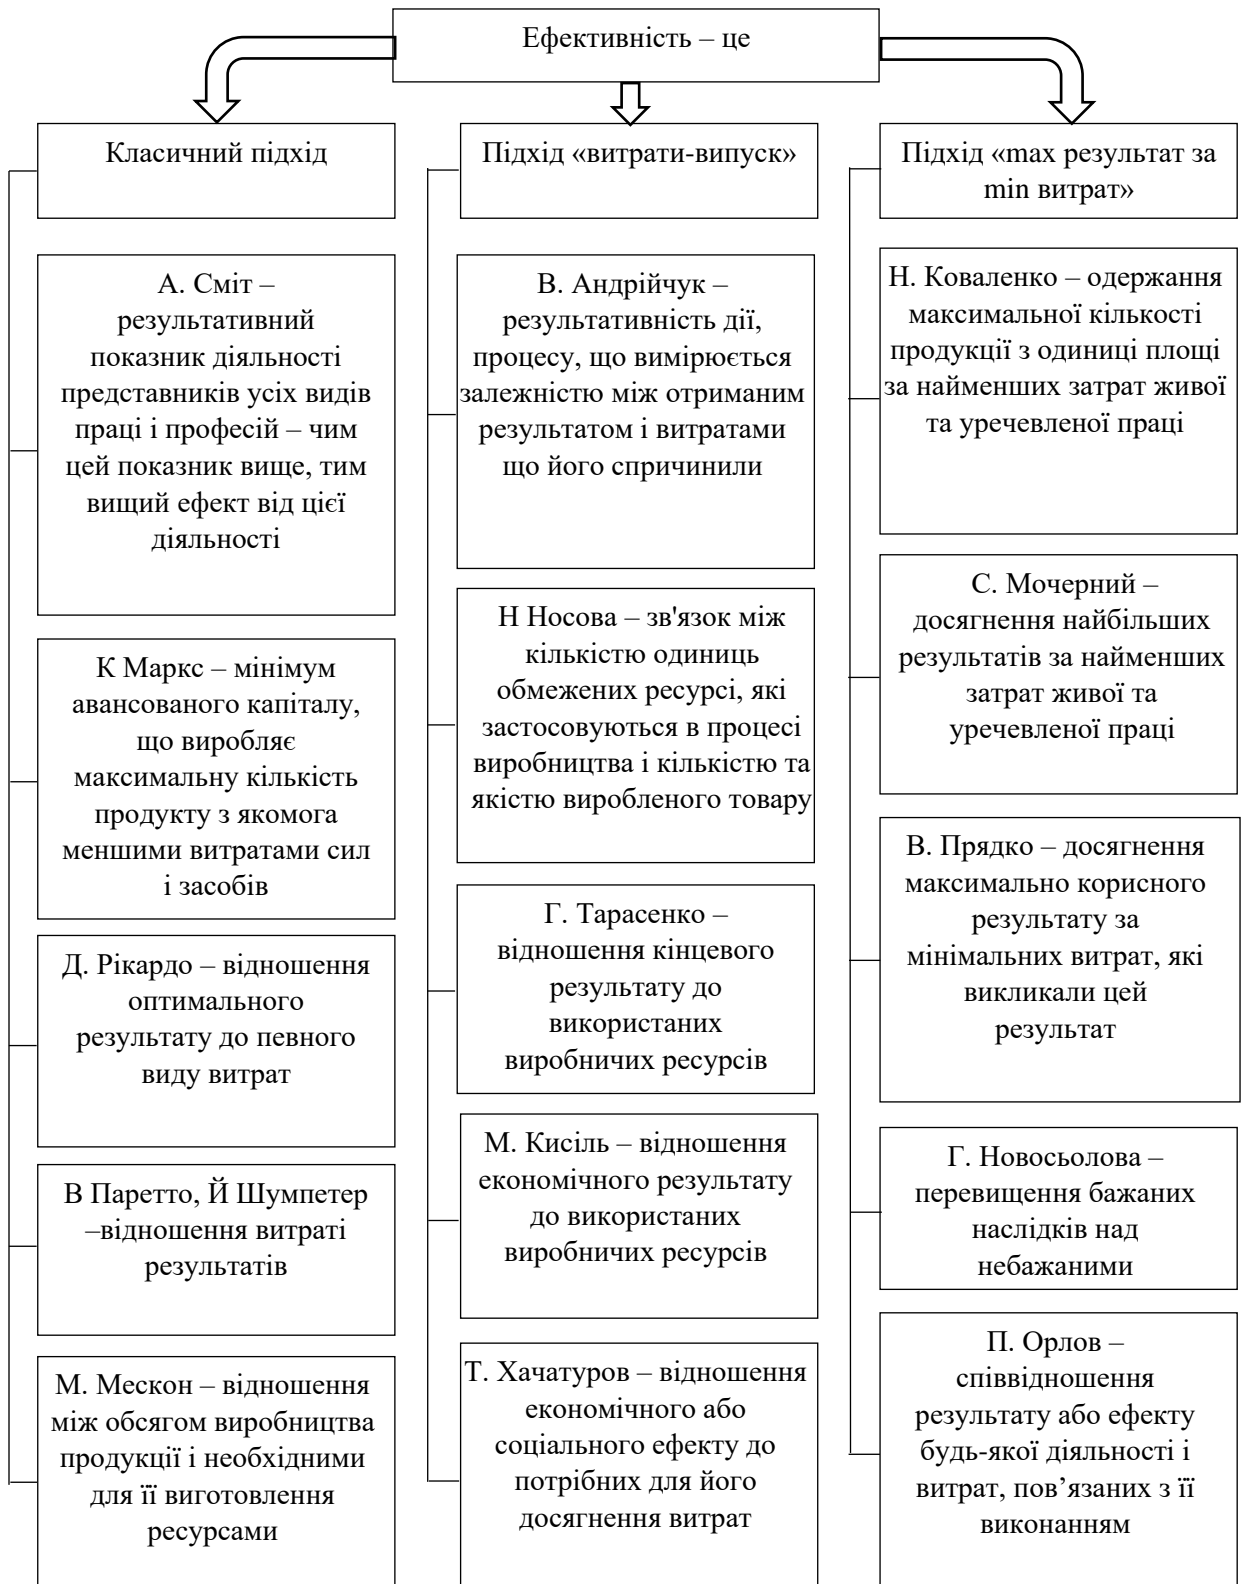 Ефективність – це
Класичний підхід
А. Сміт –
результативний
показник діяльності
представників усіх видів
праці і професій – чим
цей показник вище, тим
вищий ефект від цієї
діяльності
К Маркс – мінімум
авансованого капіталу,
що виробляє
максимальну кількість
продукту з якомога
меншими витратами сил
і засобів
Д. Рікардо – відношення
оптимального
результату до певного
виду витрат
В Паретто, Й Шумпетер
–відношення витраті
результатів
М. Мескон – відношення
між обсягом виробництва
продукції і необхідними
для її виготовлення
ресурсами
Підхід «витрати-випуск»
В. Андрійчук –
результативність дії,
процесу, що вимірюється
залежністю між отриманим
результатом і витратами
що його спричинили
Н Носова – зв'язок між
кількістю одиниць
обмежених ресурсі, які
застосовуються в процесі
виробництва і кількістю та
якістю виробленого товару
Г. Тарасенко –
відношення кінцевого
результату до
використаних
виробничих ресурсів
М. Кисіль – відношення
економічного результату
до використаних
виробничих ресурсів
Т. Хачатуров – відношення
економічного або
соціального ефекту до
потрібних для його
досягнення витрат
Підхід «max результат за
min витрат»
Н. Коваленко – одержання
максимальної кількості
продукції з одиниці площі
за найменших затрат живої
та уречевленої праці
С. Мочерний –
досягнення найбільших
результатів за найменших
затрат живої та
уречевленої праці
В. Прядко – досягнення
максимально корисного
результату за
мінімальних витрат, які
викликали цей
результат
Г. Новосьолова –
перевищення бажаних
наслідків над
небажаними
П. Орлов –
співвідношення
результату або ефекту
будь-якої діяльності і
витрат, пов’язаних з її
виконанням